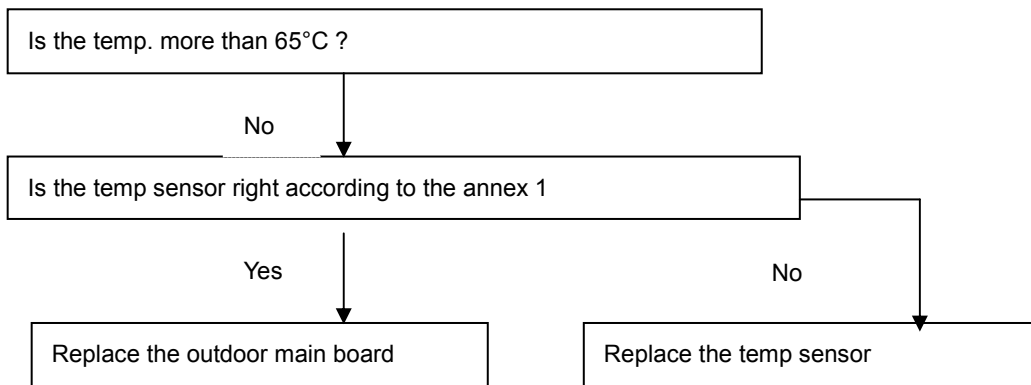 Is the temp. more than 65°C ?
No
Is the temp sensor right according to the annex 1
Yes
No
Replace the outdoor main board
Replace the temp sensor